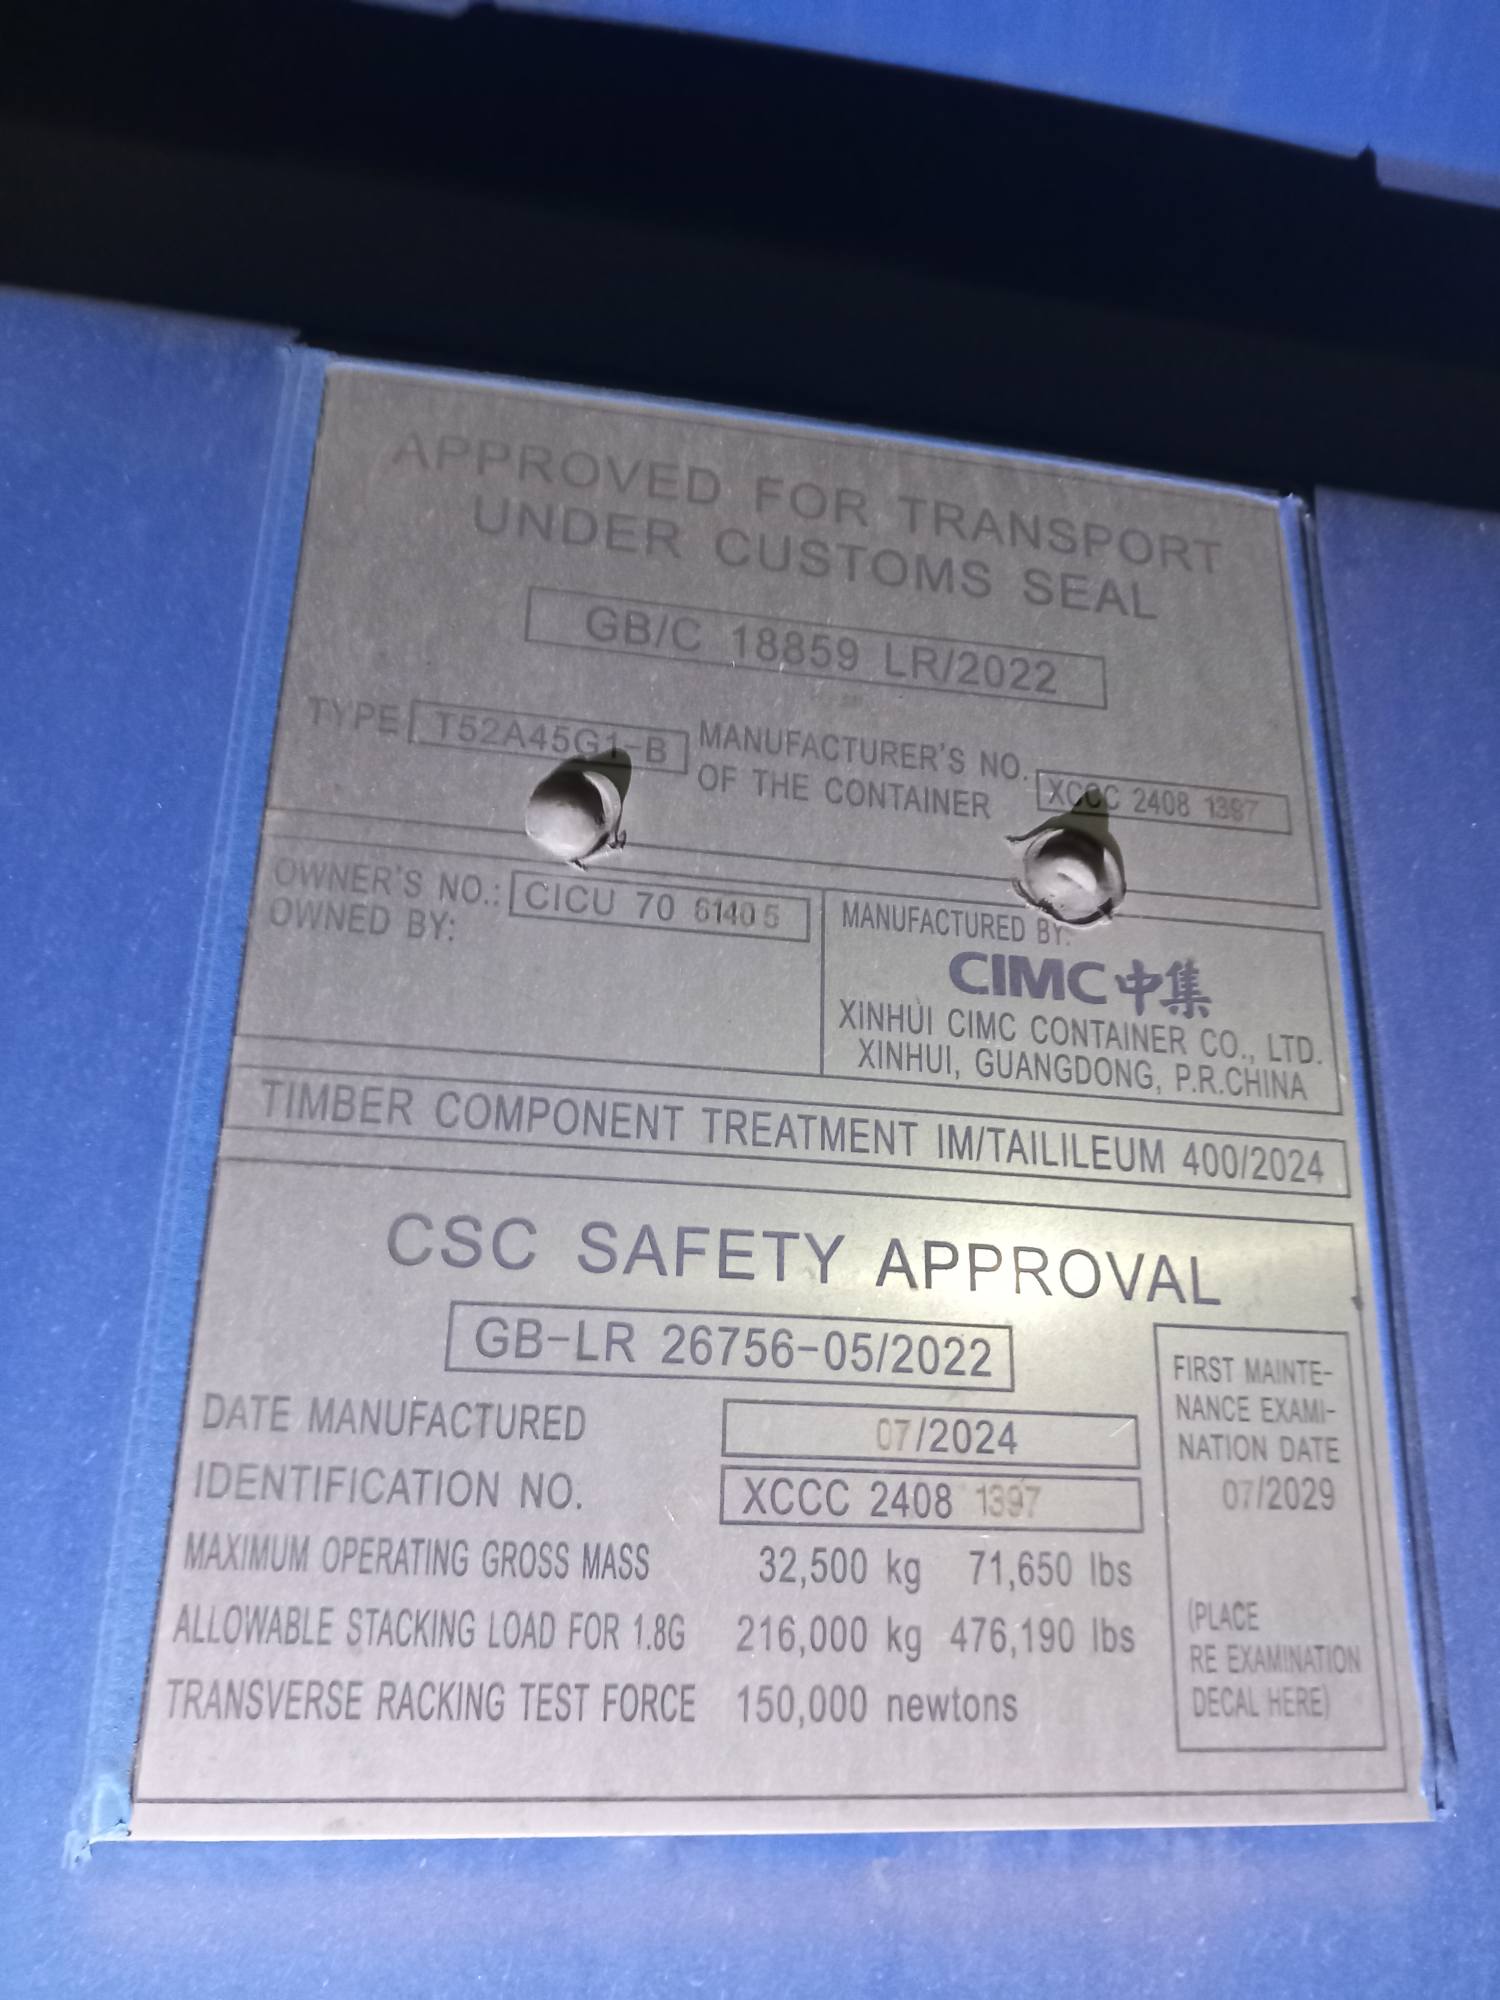 APPROVED FOR TRANSPORT
UNDER CUSTOMS SEAL
GB/C 18859 LR/2022
TYPE T52A45G1-B
MANUFACTURER'S NO.
OF THE CONTAINER
XCCC 2408 1397
OWNER'S NO.: CICU 70 6140 5
OWNED BY:
MANUFACTURED BY:
CIMC 中集
XINHUI CIMC CONTAINER CO., LTD.
XINHUI, GUANGDONG, P.R.CHINA
TIMBER COMPONENT TREATMENT IM/TAILILEUM 400/2024
CSC SAFETY APPROVAL
GB-LR 26756-05/2022
DATE MANUFACTURED 07/2024
IDENTIFICATION NO. XCCC 2408 1397
MAXIMUM OPERATING GROSS MASS 32,500 kg 71,650 lbs
ALLOWABLE STACKING LOAD FOR 1.8G 216,000 kg 476,190 lbs
TRANSVERSE RACKING TEST FORCE 150,000 newtons
FIRST MAINTE-
NANCE EXAMI-
NATION DATE
07/2029
(PLACE
RE EXAMINATION
DECAL HERE)